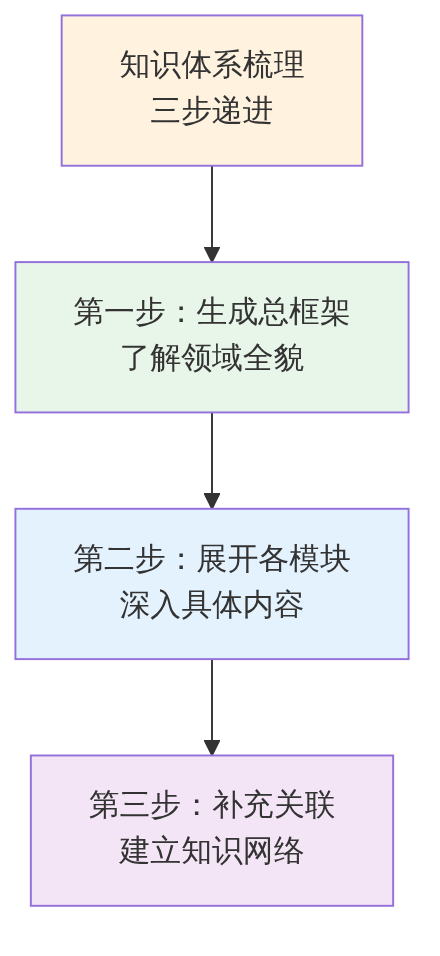 知识体系梳理
三步递进
第一步：生成总框架
了解领域全貌
第二步：展开各模块
深入具体内容
第三步：补充关联
建立知识网络